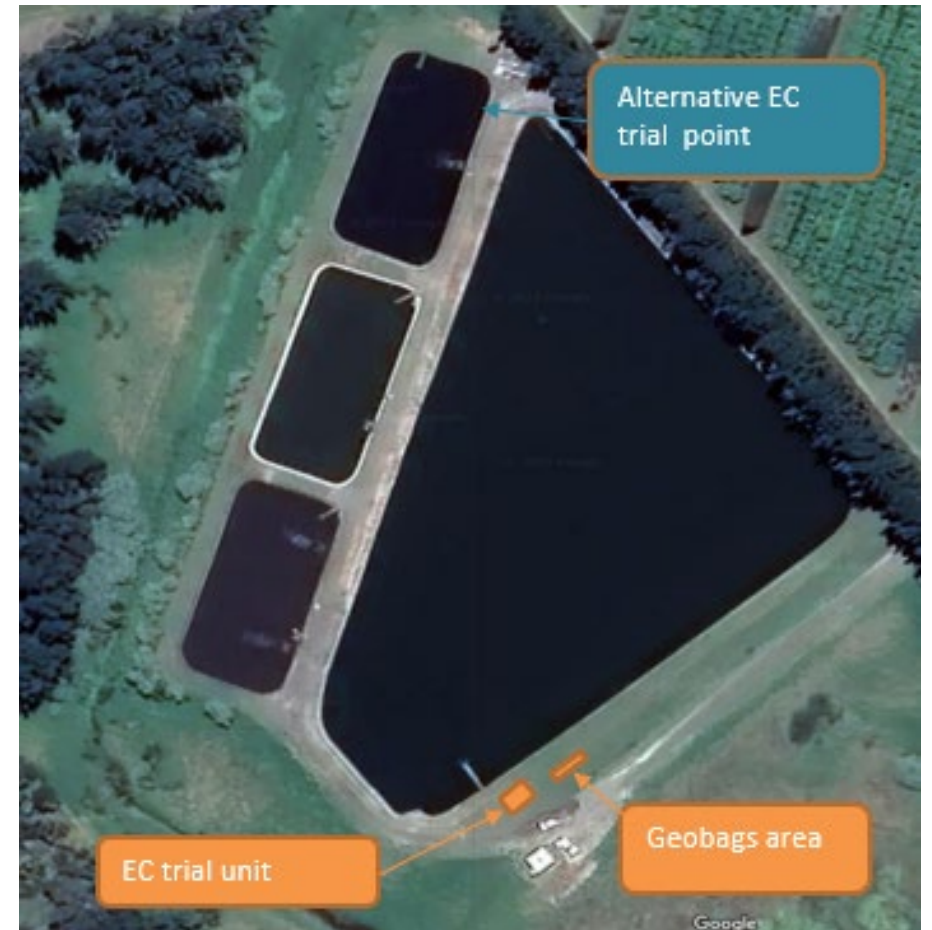 Alternative EC
trial point
Geobags area
EC trial unit
Google